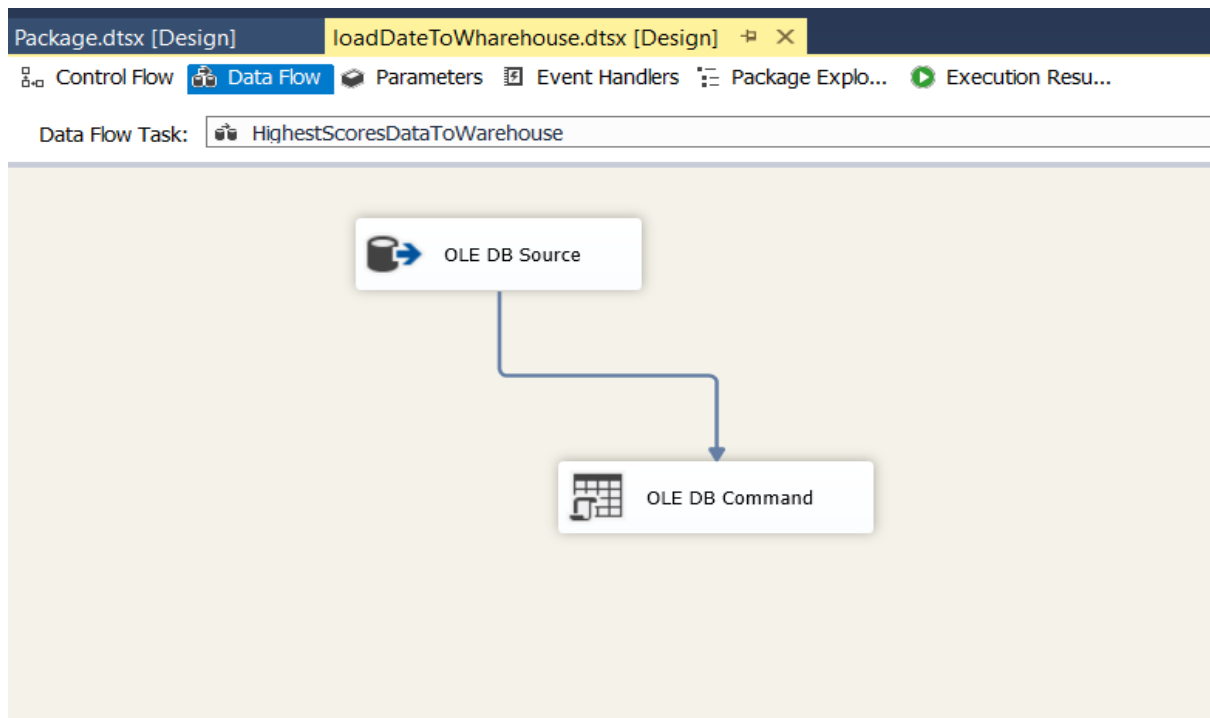 Package.dtsx [Design] loadDateToWharehouse.dtsx [Design]
Control Flow Data Flow Parameters Event Handlers Package Explo... Execution Resu...
Data Flow Task: HighestScoresDataToWarehouse
OLE DB Source
OLE DB Command